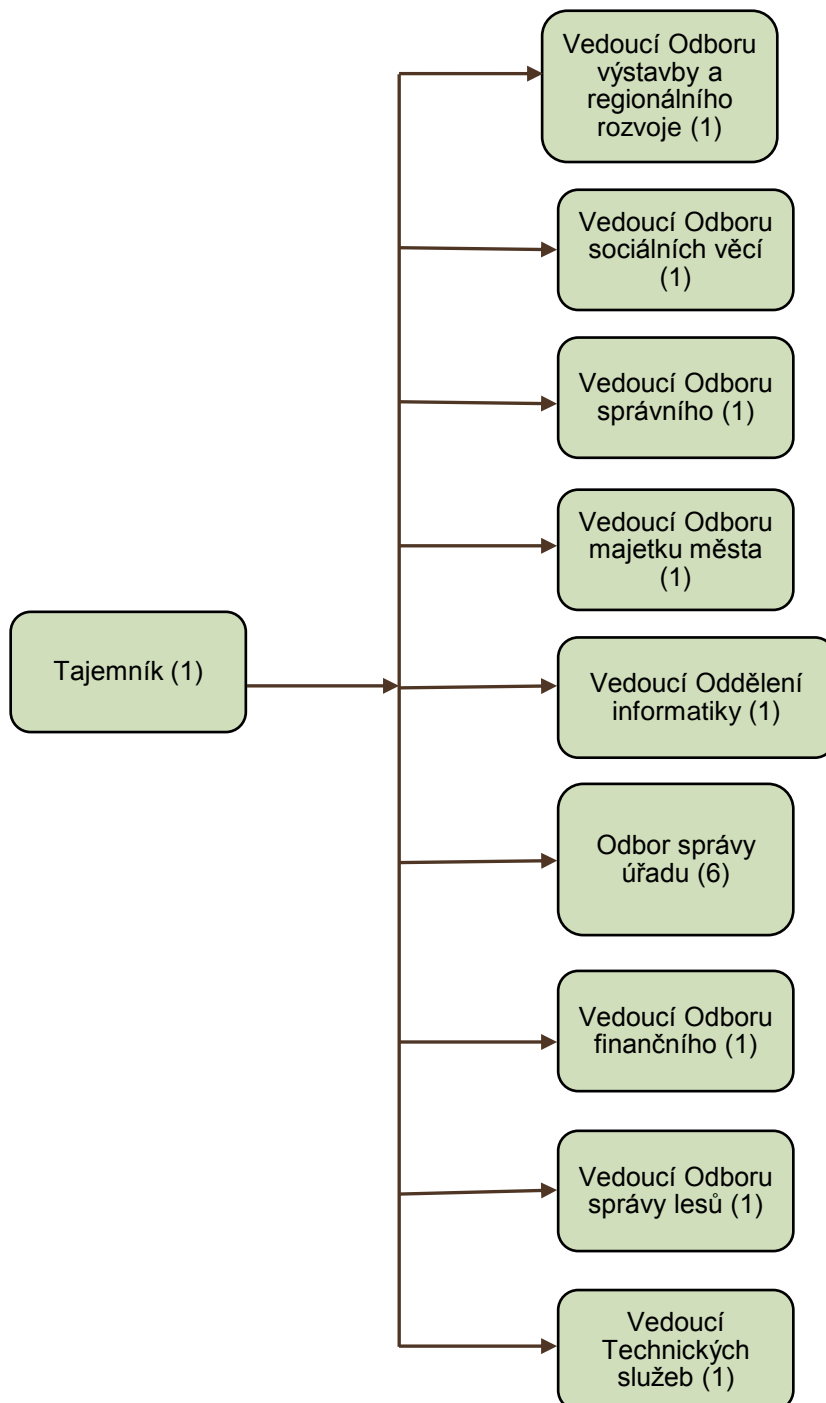 Vedoucí Odboru
výstavby a
regionálního
rozvoje (1)
Vedoucí Odboru
sociálních věcí
(1)
Vedoucí Odboru
správního (1)
Vedoucí Odboru
majetku města
(1)
Tajemník (1)
Vedoucí Oddělení
informatiky (1)
Odbor správy
úřadu (6)
Vedoucí Odboru
finančního (1)
Vedoucí Odboru
správy lesů (1)
Vedoucí
Technických
služeb (1)